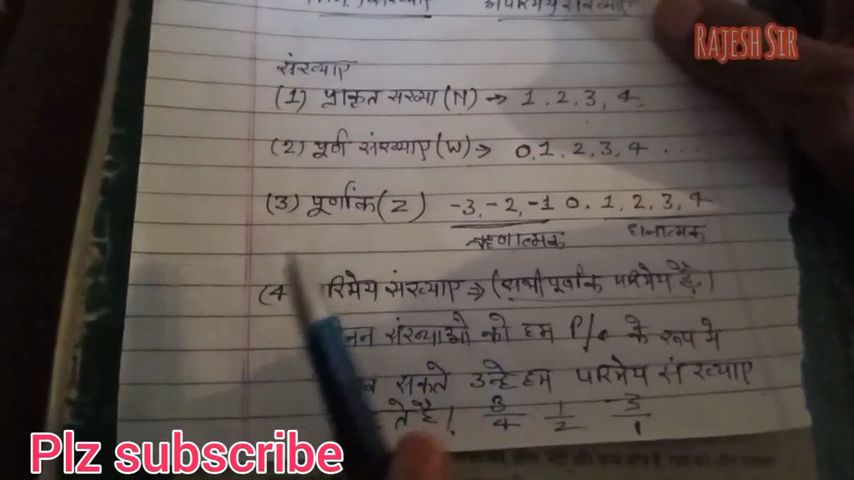 अपरिमेय संख्याए
RAJESH SIR
संख्याए
(1) प्राकृत संख्या (N) → 1, 2, 3, 4,
(2) पूर्ण संख्याए (W) → 0, 1, 2, 3, 4 ...
(3) पूर्णांक (Z) -3, -2, -1 0, 1, 2, 3, 4
ऋणात्मक धनात्मक
(4 रिमेय संख्याए → (सभी पूर्णांक परिमेय है।)
संख्याओ को हम P/ के रूप मे
सकते उन्हे हम परिमेय संख्याए
है। 3/4 1/2 3/1
Plz subscribe